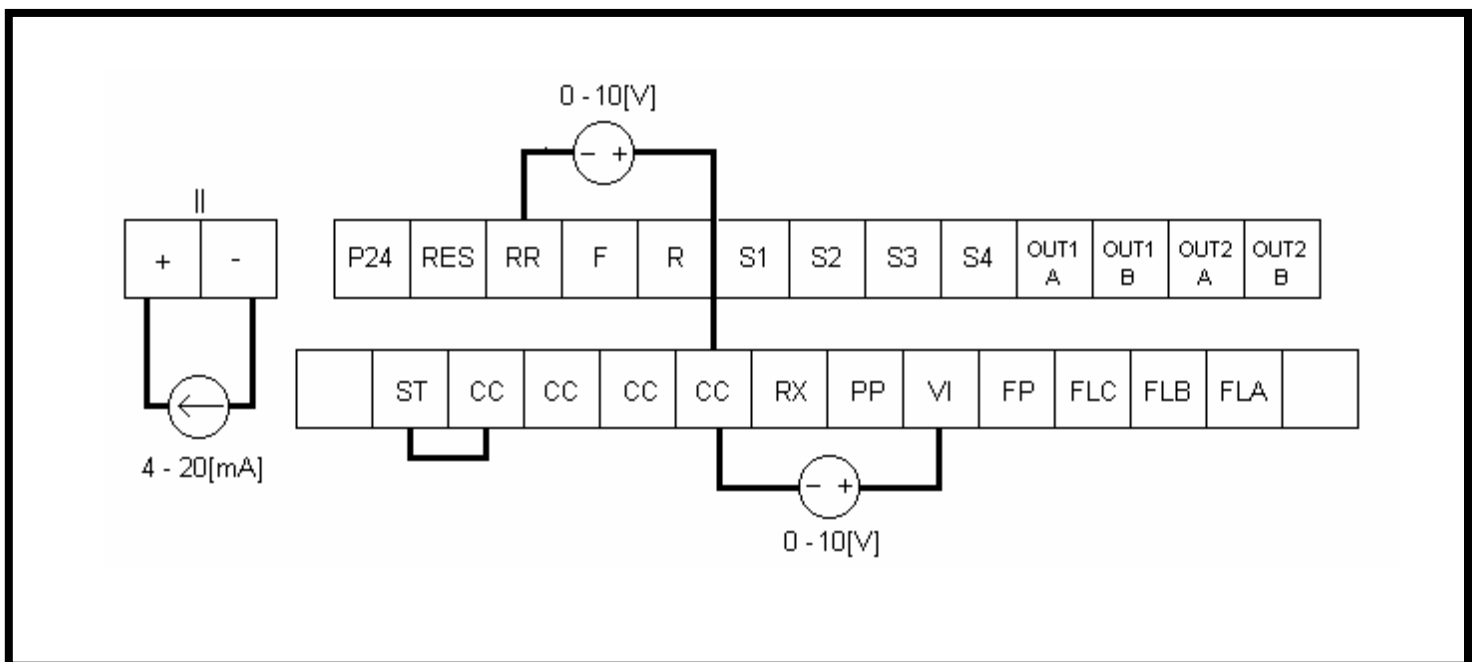 0 - 10[V]
- +
II
+ -
P24 RES RR F R S1 S2 S3 S4 OUT1 A OUT1 B OUT2 A OUT2 B
ST CC CC CC CC RX PP VI FP FLC FLB FLA
4 - 20[mA]
- +
0 - 10[V]